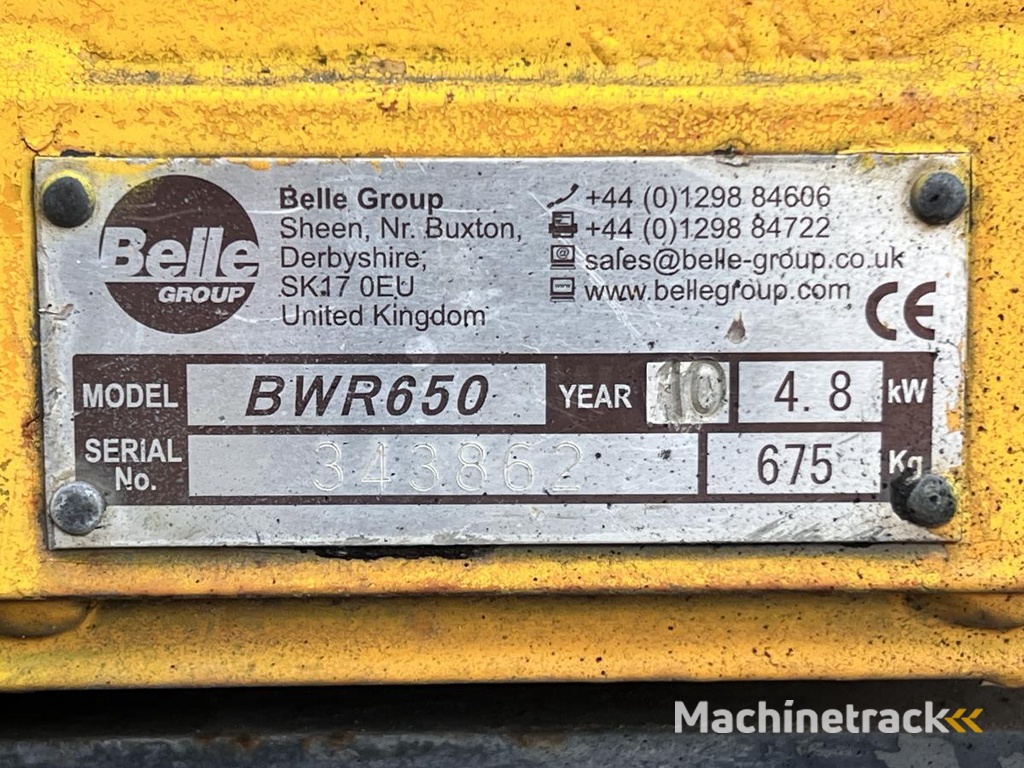 Belle
GROUP
Belle Group
Sheen, Nr. Buxton,
Derbyshire,
SK17 0EU
United Kingdom
+44 (0)1298 84606
+44 (0)1298 84722
sales@belle-group.co.uk
www.bellegroup.com
CE
MODEL BWR650 YEAR 10 4.8 kW
SERIAL No. 343862 675 Kg
Machinetrack